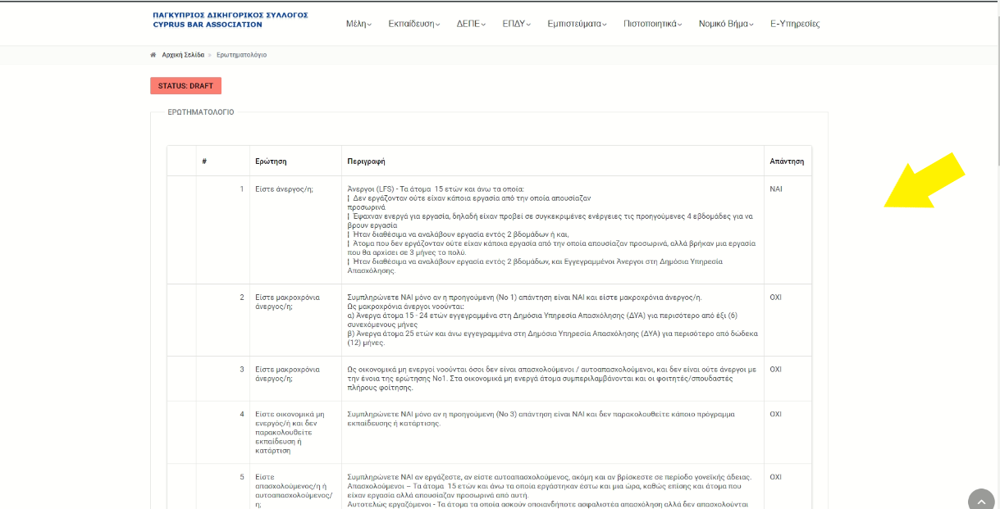 ΠΑΓΚΥΠΡΙΟΣ ΔΙΚΗΓΟΡΙΚΟΣ ΣΥΛΛΟΓΟΣ
CYPRUS BAR ASSOCIATION
Μέλη Εκπαίδευση ΔΕΠΕ ΕΠΔΥ Εμπιστεύματα Πιστοποιητικά Νομικό Βήμα Ε-Υπηρεσίες
Αρχική Σελίδα » Ερωτηματολόγιο
STATUS: DRAFT
ΕΡΩΤΗΜΑΤΟΛΟΓΙΟ
# Ερώτηση Περιγραφή Απάντηση
1 Είστε άνεργος/η; Άνεργοι (LFS) - Τα άτομα 15 ετών και άνω τα οποία: ΝΑΙ
¦ Δεν εργάζονταν ούτε είχαν κάποια εργασία από την οποία απουσίαζαν
προσωρινά
¦ Έψαχναν ενεργά για εργασία, δηλαδή είχαν προβεί σε συγκεκριμένες ενέργειες τις προηγούμενες 4 εβδομάδες για να
βρουν εργασία
¦ Ήταν διαθέσιμα να αναλάβουν εργασία εντός 2 βδομάδων ή και,
¦ Άτομα που δεν εργάζονταν ούτε είχαν κάποια εργασία από την οποία απουσίαζαν προσωρινά, αλλά βρήκαν μια εργασία
που θα αρχίσει σε 3 μήνες το πολύ.
¦ Ήταν διαθέσιμα να αναλάβουν εργασία εντός 2 βδομάδων, και Εγγεγραμμένοι Άνεργοι στη Δημόσια Υπηρεσία
Απασχόλησης.
2 Είστε μακροχρόνια Συμπληρώνετε ΝΑΙ μόνο αν η προηγούμενη (Νο 1) απάντηση είναι ΝΑΙ και είστε μακροχρόνια άνεργος/η. ΟΧΙ
άνεργος/η; Ως μακροχρόνια άνεργοι νοούνται:
α) Άνεργα άτομα 15 - 24 ετών εγγεγραμμένα στη Δημόσια Υπηρεσία Απασχόλησης (ΔΥΑ) για περισότερο από έξι (6)
συνεχόμενους μήνες
β) Άνεργα άτομα 25 ετών και άνω εγγεγραμμένα στη Δημόσια Υπηρεσία Απασχόλησης (ΔΥΑ) για περισότερο από δώδεκα
(12) μήνες.
3 Είστε μακροχρόνια Ως οικονομικά μη ενεργοί νοούνται όσοι δεν είναι απασχολούμενοι / αυτοαπασχολούμενοι, και δεν είναι ούτε άνεργοι με ΟΧΙ
άνεργος/η; την έννοια της ερώτησης Νο1. Στα οικονομικά μη ενεργά άτομα συμπεριλαμβάνονται και οι φοιτητές/σπουδαστές
πλήρους φοίτησης.
4 Είστε οικονομικά μη Συμπληρώνετε ΝΑΙ μόνο αν η προηγούμενη (Νο 3) απάντηση είναι ΝΑΙ και δεν παρακολουθείτε κάποιο πρόγραμμα ΟΧΙ
ενεργός/ή και δεν εκπαίδευσης ή κατάρτισης.
παρακολουθείτε
εκπαίδευση ή
κατάρτιση
5 Είστε Συμπληρώνετε ΝΑΙ αν εργάζεστε, αν είστε αυτοαπασχολούμενος, ακόμη και αν βρίσκεστε σε περίοδο γονεϊκής άδειας. ΟΧΙ
απασχολούμενος/η ή Απασχολούμενοι – Τα άτομα 15 ετών και άνω τα οποία εργάστηκαν έστω και μια ώρα, καθώς επίσης και άτομα που
αυτοαπασχολούμενος/ είχαν εργασία αλλά απουσίαζαν προσωρινά από αυτή.
η; Αυτοτελώς εργαζόμενοι - Τα άτομα τα οποία ασκούν οποιανδήποτε ασφαλιστέα απασχόληση αλλά δεν απασχολούνται